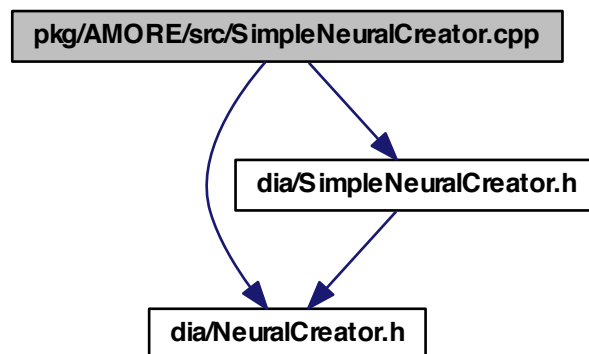 pkg/AMORE/src/SimpleNeuralCreator.cpp
dia/SimpleNeuralCreator.h
dia/NeuralCreator.h